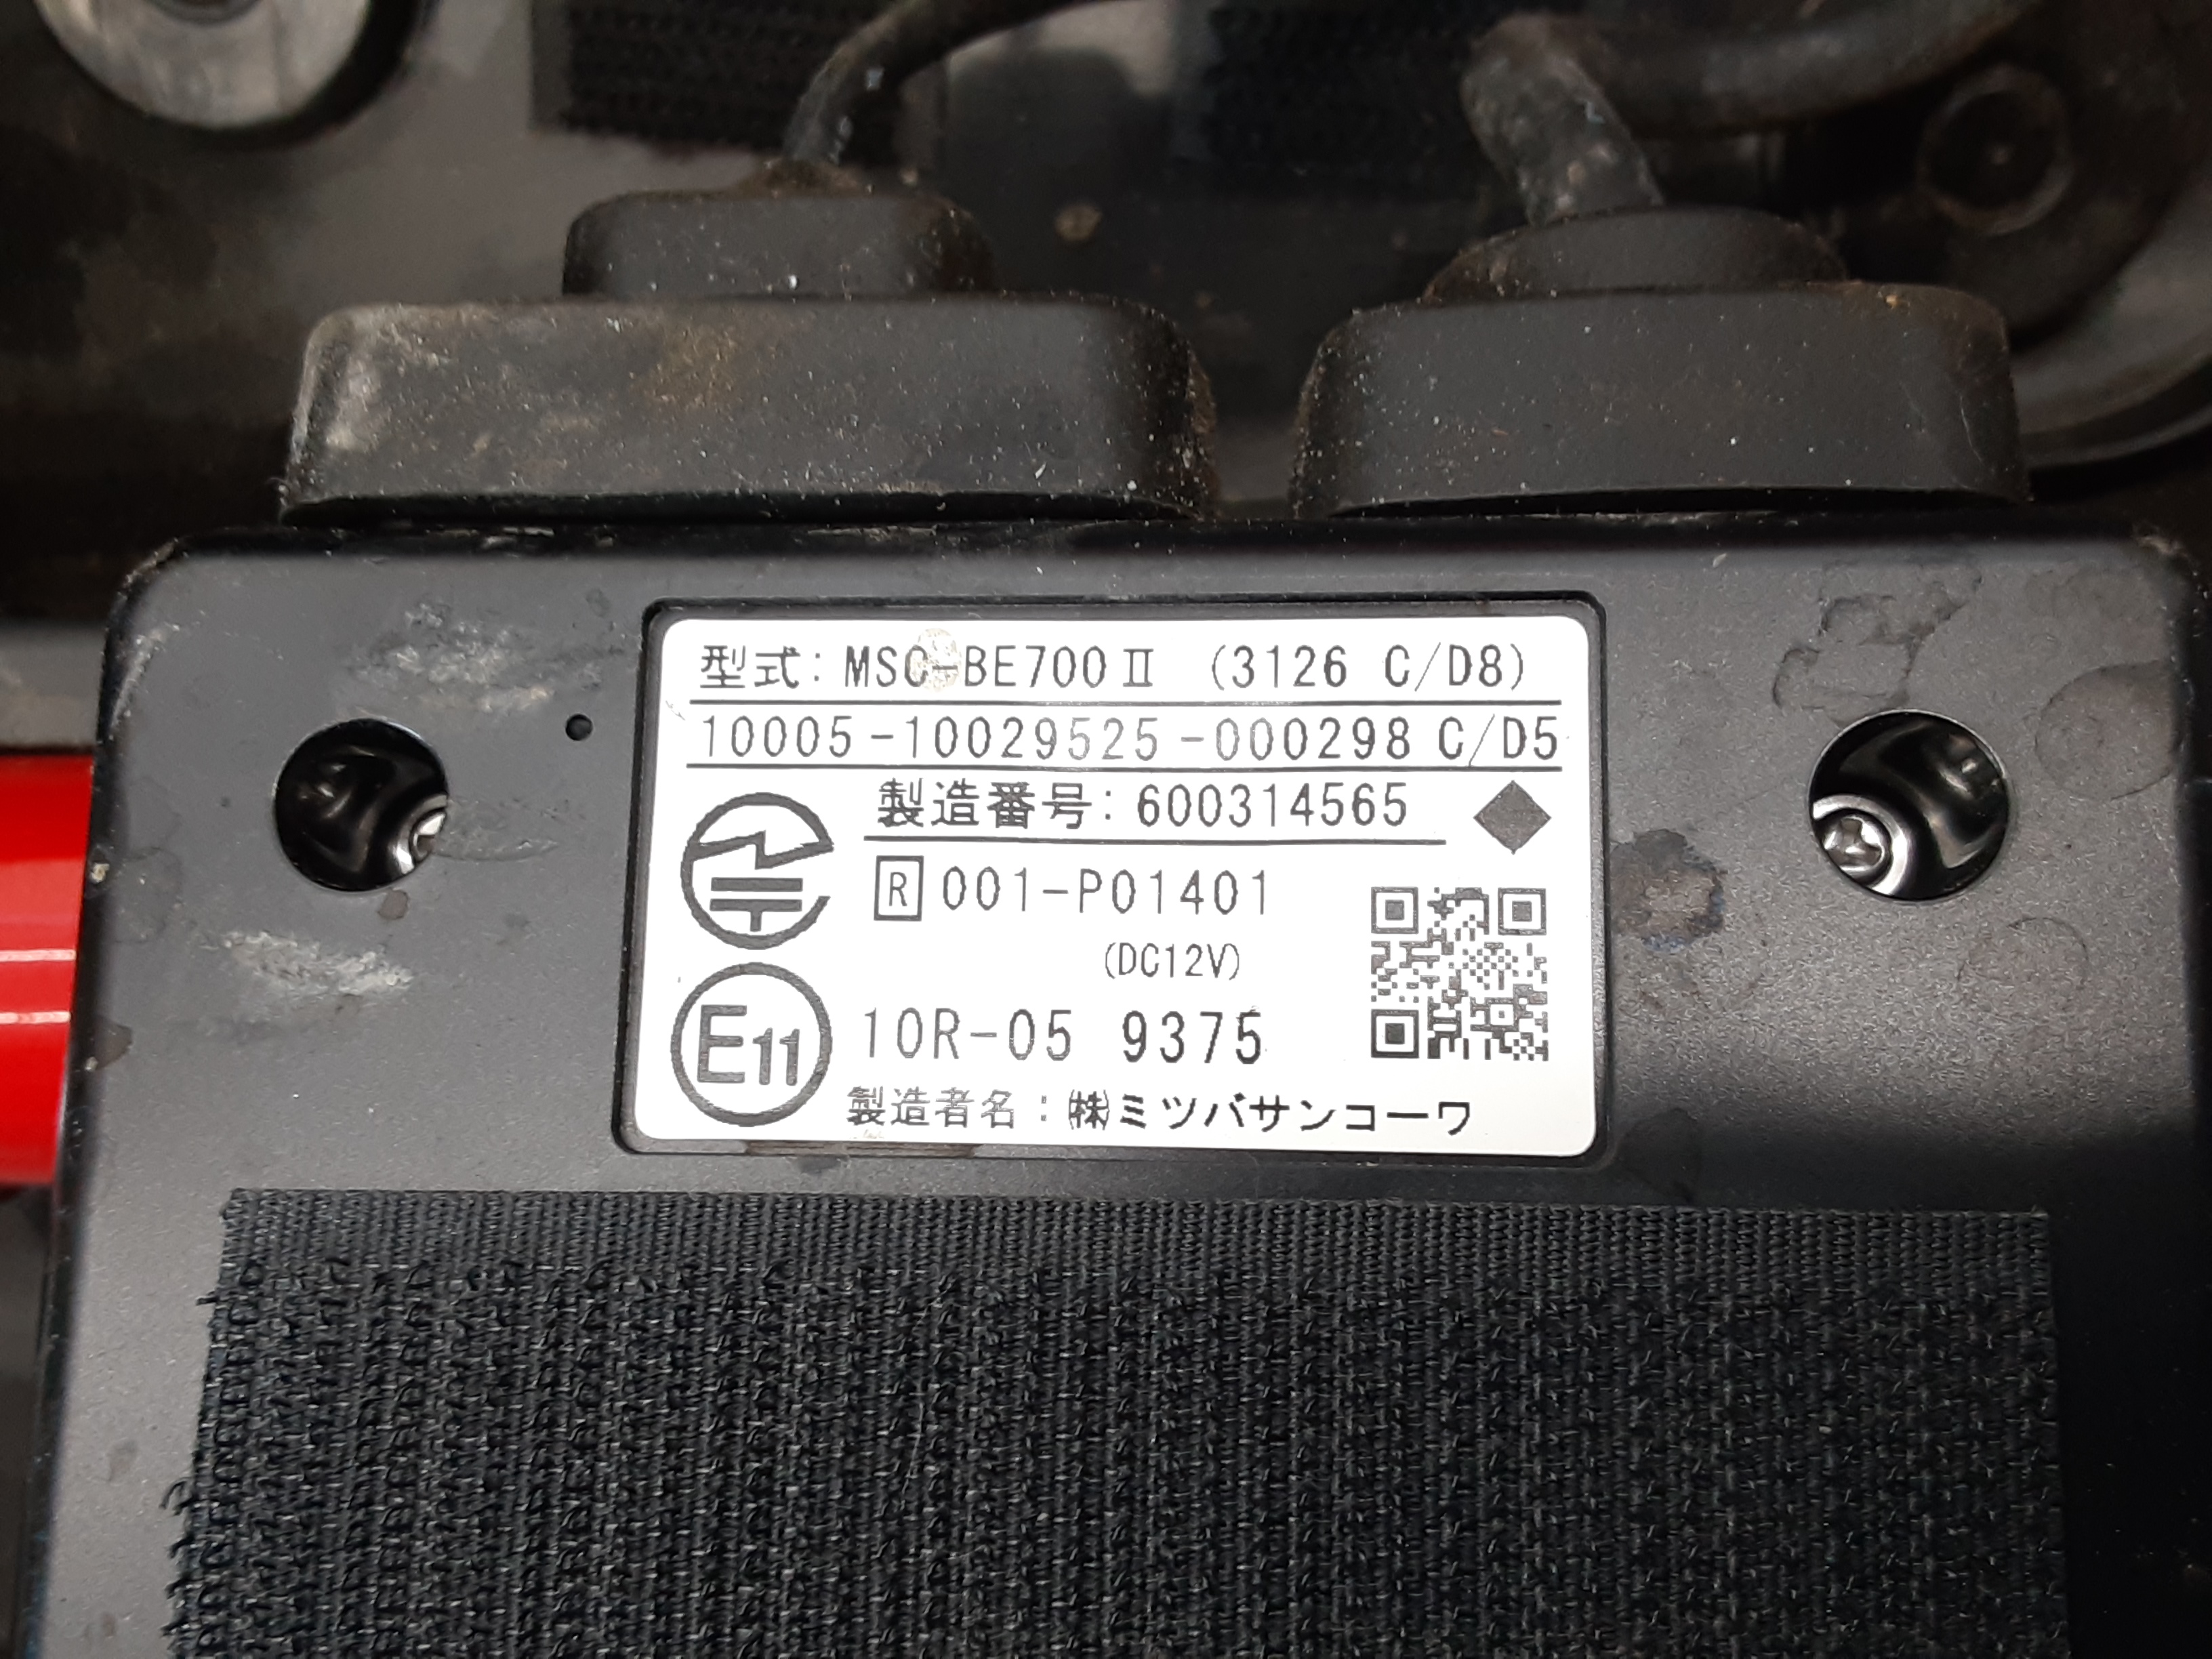 型式: MSC-BE700Ⅱ (3126 C/D8)
10005-10029525-000298 C/D5
製造番号: 600314565
R 001-P01401
(DC12V)
E11 10R-05 9375
製造者名:㈱ミツバサンコーワ